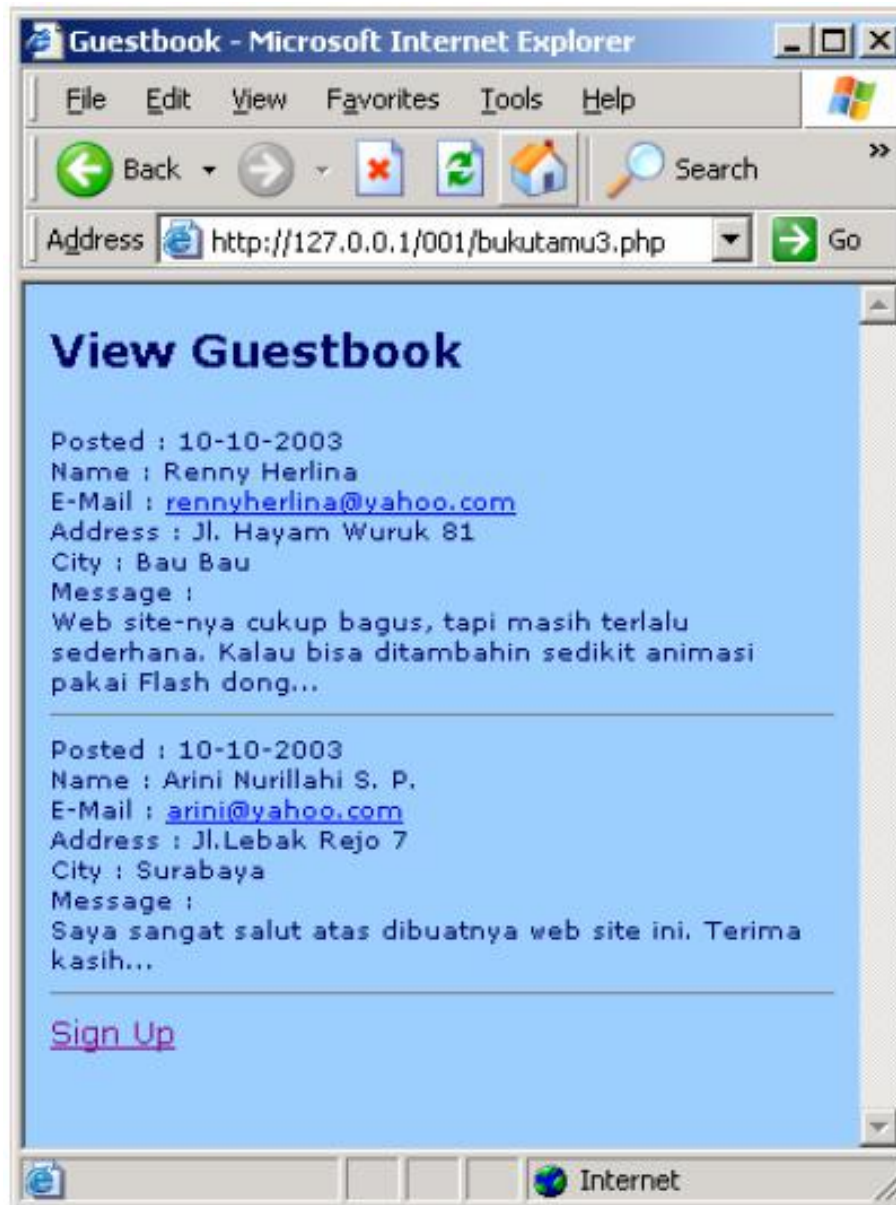 Guestbook - Microsoft Internet Explorer
File Edit View Favorites Tools Help
Back Search »
Address http://127.0.0.1/001/bukutamu3.php Go
View Guestbook
Posted : 10-10-2003
Name : Renny Herlina
E-Mail : rennyherlina@yahoo.com
Address : Jl. Hayam Wuruk 81
City : Bau Bau
Message :
Web site-nya cukup bagus, tapi masih terlalu
sederhana. Kalau bisa ditambahin sedikit animasi
pakai Flash dong...
Posted : 10-10-2003
Name : Arini Nurillahi S. P.
E-Mail : arini@yahoo.com
Address : Jl.Lebak Rejo 7
City : Surabaya
Message :
Saya sangat salut atas dibuatnya web site ini. Terima
kasih...
Sign Up
Internet